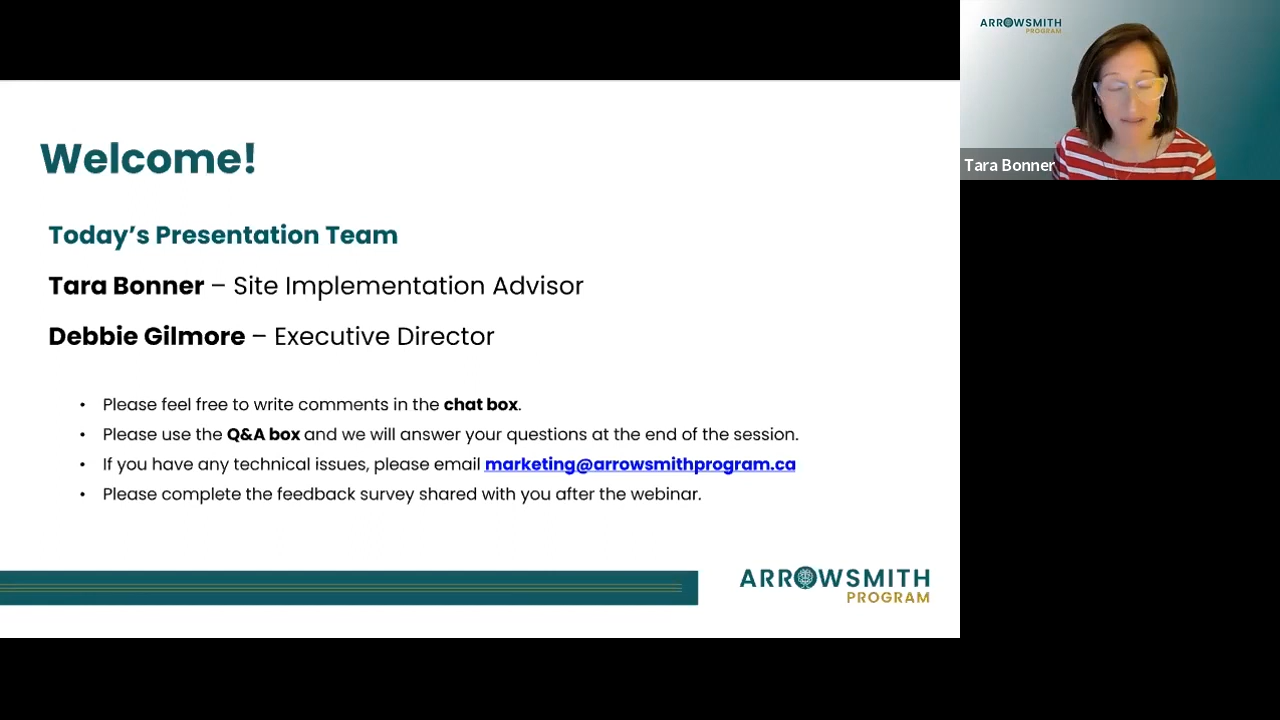 Welcome!
Today’s Presentation Team
Tara Bonner – Site Implementation Advisor
Debbie Gilmore – Executive Director
• Please feel free to write comments in the chat box.
• Please use the Q&A box and we will answer your questions at the end of the session.
• If you have any technical issues, please email marketing@arrowsmithprogram.ca
• Please complete the feedback survey shared with you after the webinar.
ARROWSMITH
PROGRAM
ARROWSMITH
PROGRAM
Tara Bonner